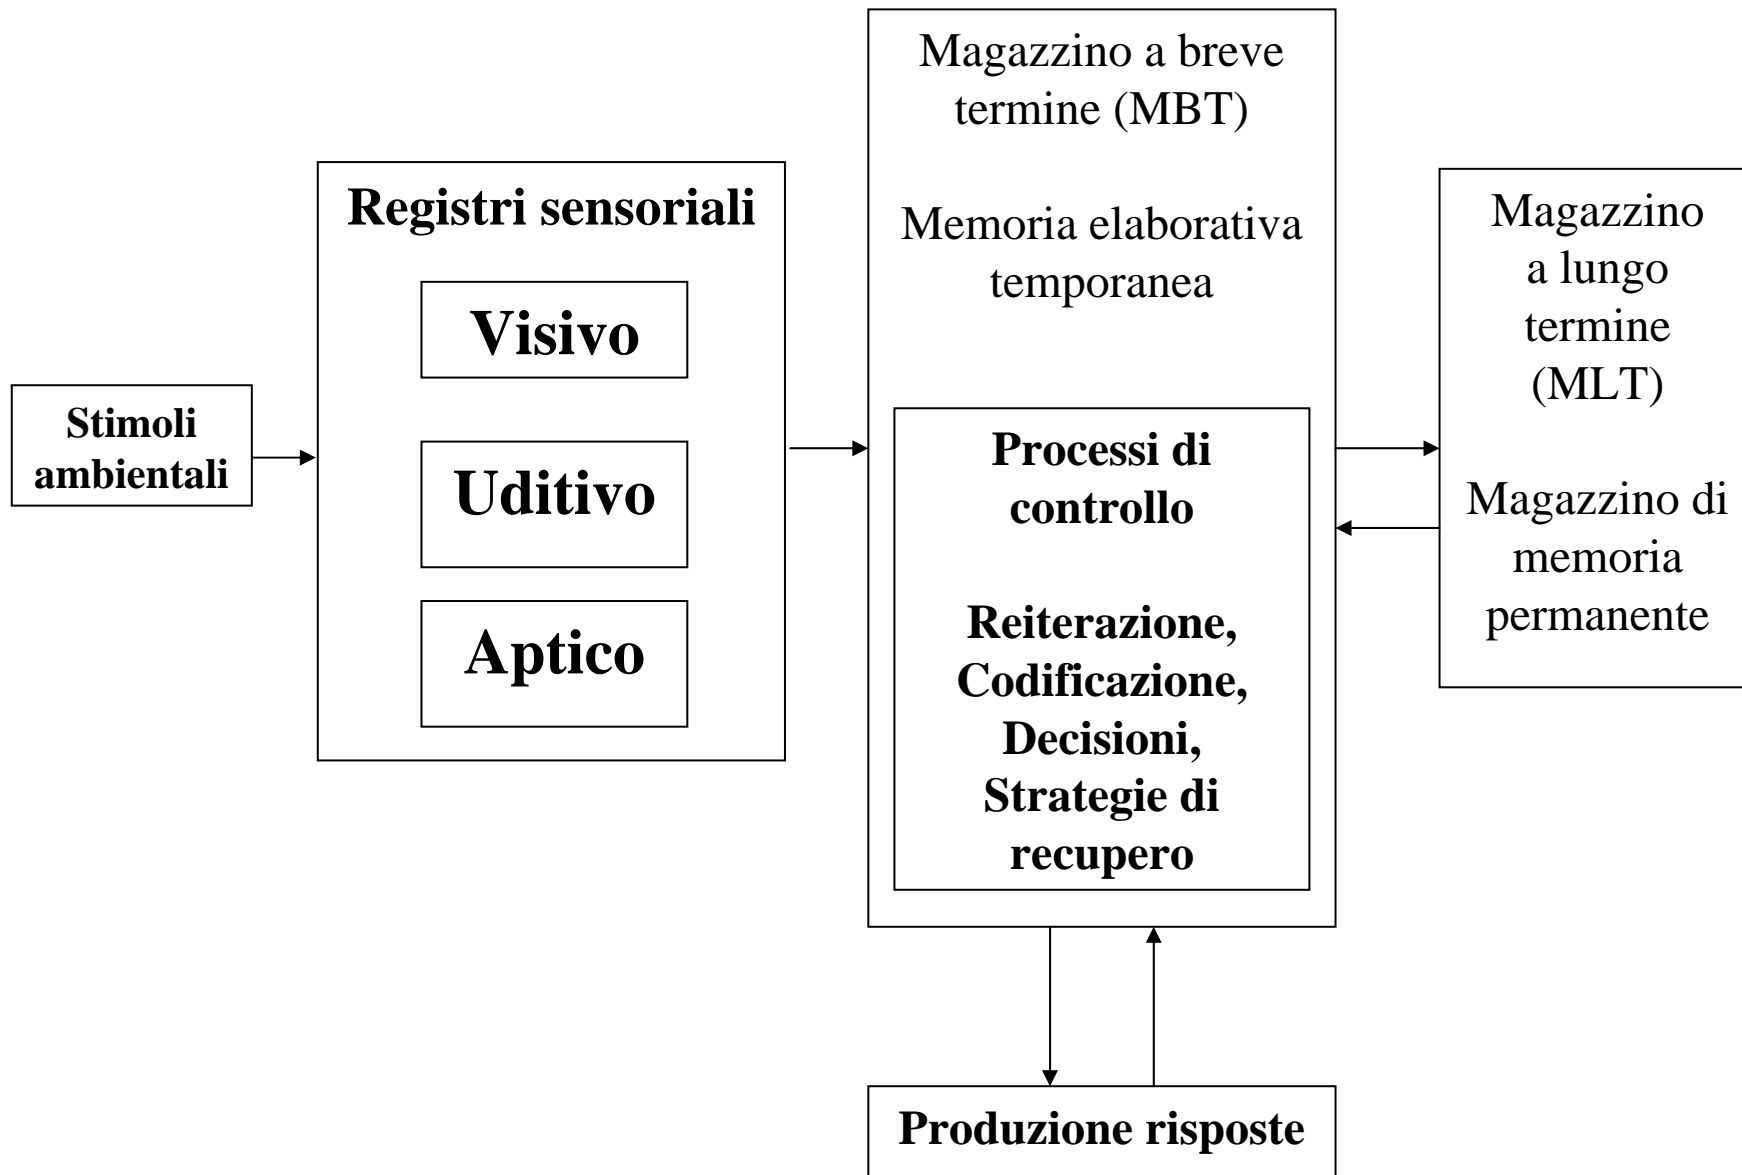 Stimoli
ambientali
Registri sensoriali
Visivo
Uditivo
Aptico
Magazzino a breve
termine (MBT)
Memoria elaborativa
temporanea
Processi di
controllo
Reiterazione,
Codificazione,
Decisioni,
Strategie di
recupero
Magazzino
a lungo
termine
(MLT)
Magazzino di
memoria
permanente
Produzione risposte